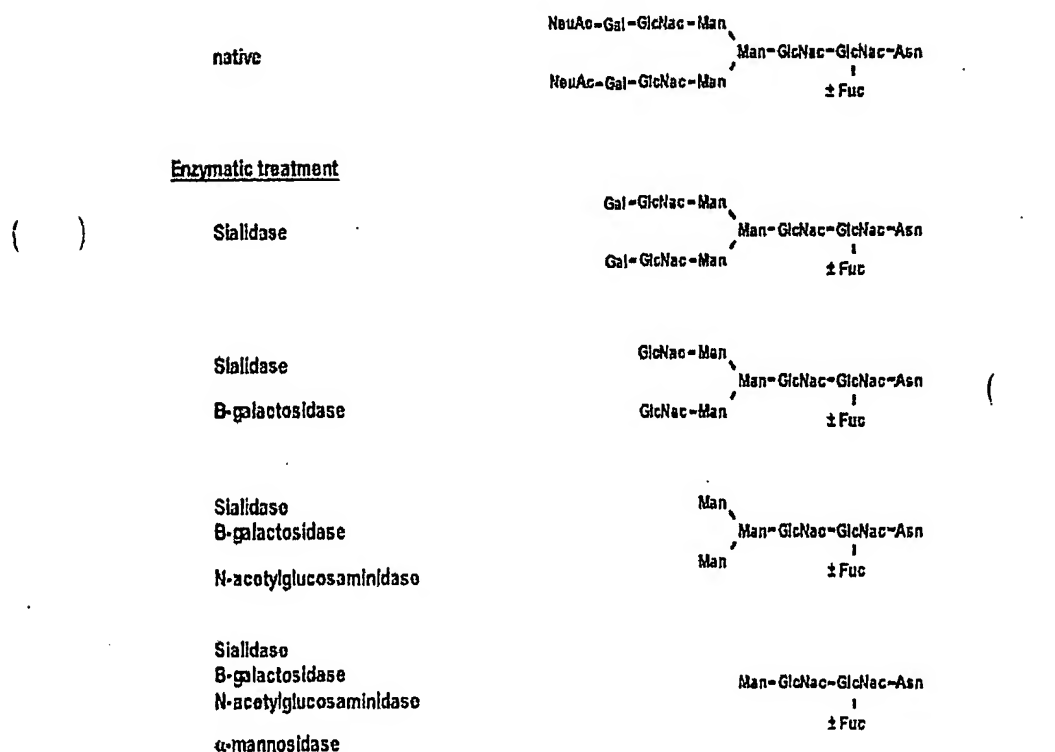 NeuAc-Gal-GlcNac-Man
native
Man-GlcNac-GlcNac-Asn
NeuAc-Gal-GlcNac-Man
± Fuc
Enzymatic treatment
Gal-GlcNac-Man
( ) Sialidase
Man-GlcNac-GlcNac-Asn
Gal-GlcNac-Man
± Fuc
Sialidase
GlcNac-Man
Man-GlcNac-GlcNac-Asn
(
B-galactosidase
GlcNac-Man
± Fuc
Sialidase
Man
B-galactosidase
Man-GlcNac-GlcNac-Asn
N-acetylglucosaminidase
Man
± Fuc
Sialidase
B-galactosidase
Man-GlcNac-GlcNac-Asn
N-acetylglucosaminidase
± Fuc
α-mannosidase